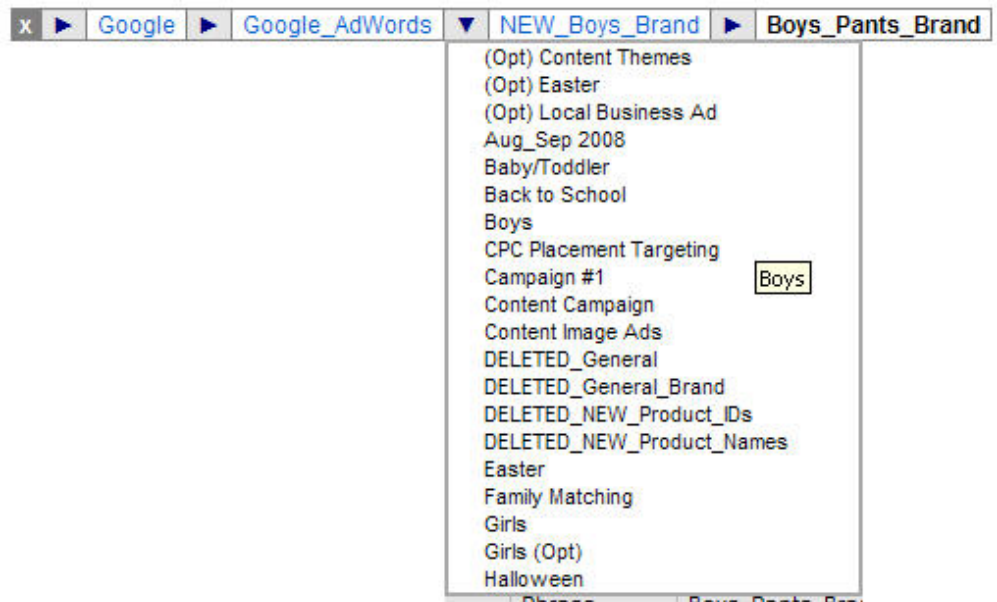 x ► Google ► Google_AdWords ▼ NEW_Boys_Brand ► Boys_Pants_Brand
(Opt) Content Themes
(Opt) Easter
(Opt) Local Business Ad
Aug_Sep 2008
Baby/Toddler
Back to School
Boys
CPC Placement Targeting
Campaign #1
Boys
Content Campaign
Content Image Ads
DELETED_General
DELETED_General_Brand
DELETED_NEW_Product_IDs
DELETED_NEW_Product_Names
Easter
Family Matching
Girls
Girls (Opt)
Halloween